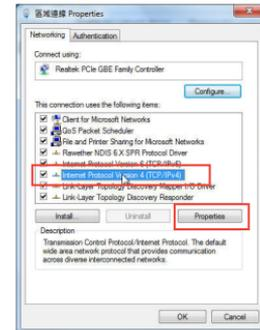 區域連線 Properties
Networking Authentication
Connect using:
Realtek PCIe GBE Family Controller
Configure...
This connection uses the following items:
Client for Microsoft Networks
QoS Packet Scheduler
File and Printer Sharing for Microsoft Networks
Rawether NDIS 6.X SPR Protocol Driver
Internet Protocol Version 6 (TCP/IPv6)
Internet Protocol Version 4 (TCP/IPv4)
Link-Layer Topology Discovery Mapper I/O Driver
Link-Layer Topology Discovery Responder
Install... Uninstall Properties
Description
Transmission Control Protocol/Internet Protocol. The default
wide area network protocol that provides communication
across diverse interconnected networks.
OK Cancel